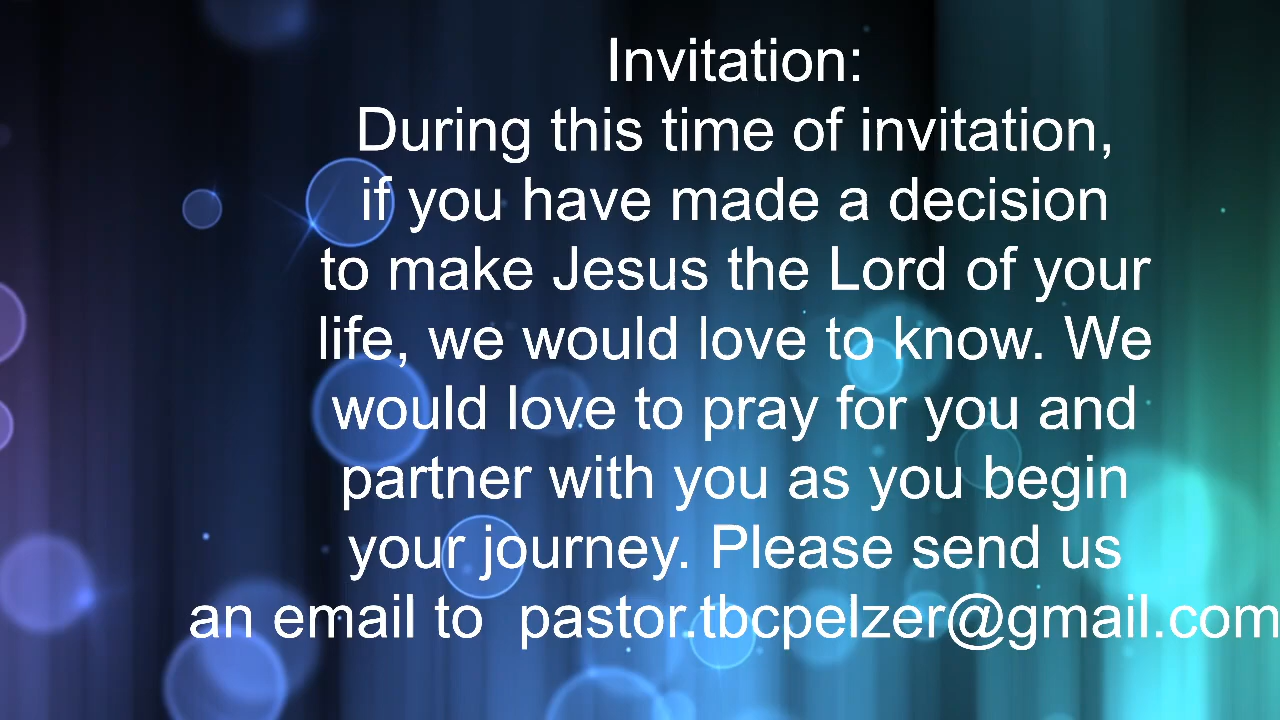 Invitation:
During this time of invitation,
if you have made a decision
to make Jesus the Lord of your
life, we would love to know. We
would love to pray for you and
partner with you as you begin
your journey. Please send us
an email to  pastor.tbcpelzer@gmail.com